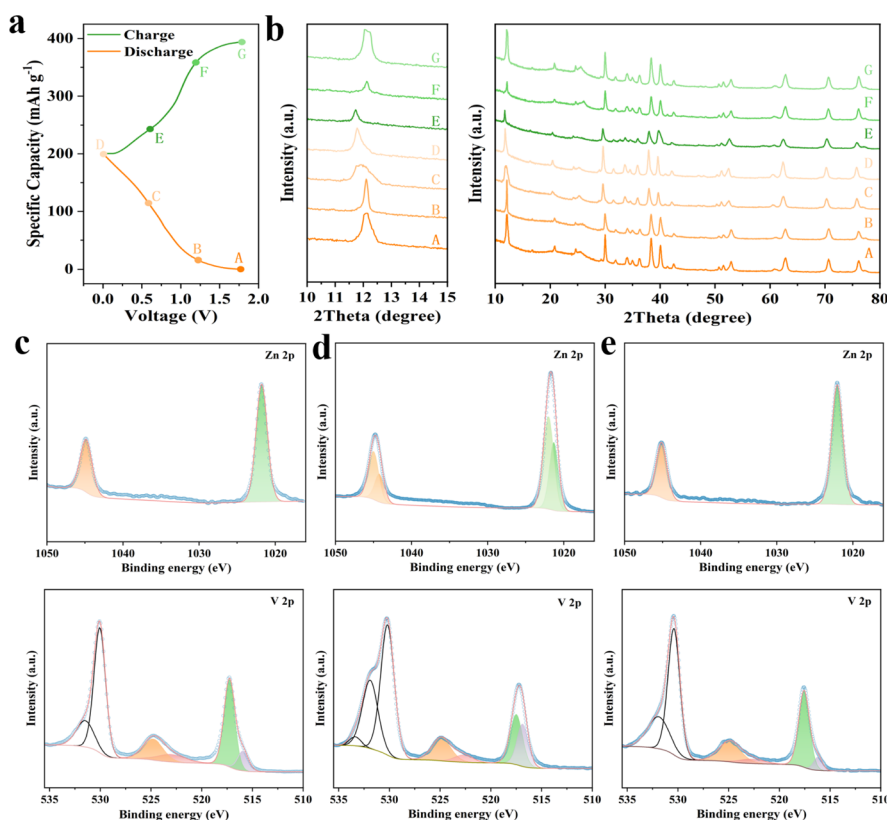 a
Charge
Discharge
Specific Capacity (mAh g⁻¹)
400
300
200
100
0
0.0
0.5
1.0
1.5
2.0
Voltage (V)
A
B
C
D
E
F
G
b
Intensity (a.u.)
G
F
E
D
C
B
A
10
11
12
13
14
15
2Theta (degree)
Intensity (a.u.)
G
F
E
D
C
B
A
10
20
30
40
50
60
70
80
2Theta (degree)
c
Zn 2p
Intensity (a.u.)
1050
1040
1030
1020
Binding energy (eV)
d
Zn 2p
Intensity (a.u.)
1050
1040
1030
1020
Binding energy (eV)
e
Zn 2p
Intensity (a.u.)
1050
1040
1030
1020
Binding energy (eV)
V 2p
Intensity (a.u.)
535
530
525
520
515
510
Binding energy (eV)
V 2p
Intensity (a.u.)
535
530
525
520
515
510
Binding energy (eV)
V 2p
Intensity (a.u.)
535
530
525
520
515
510
Binding energy (eV)